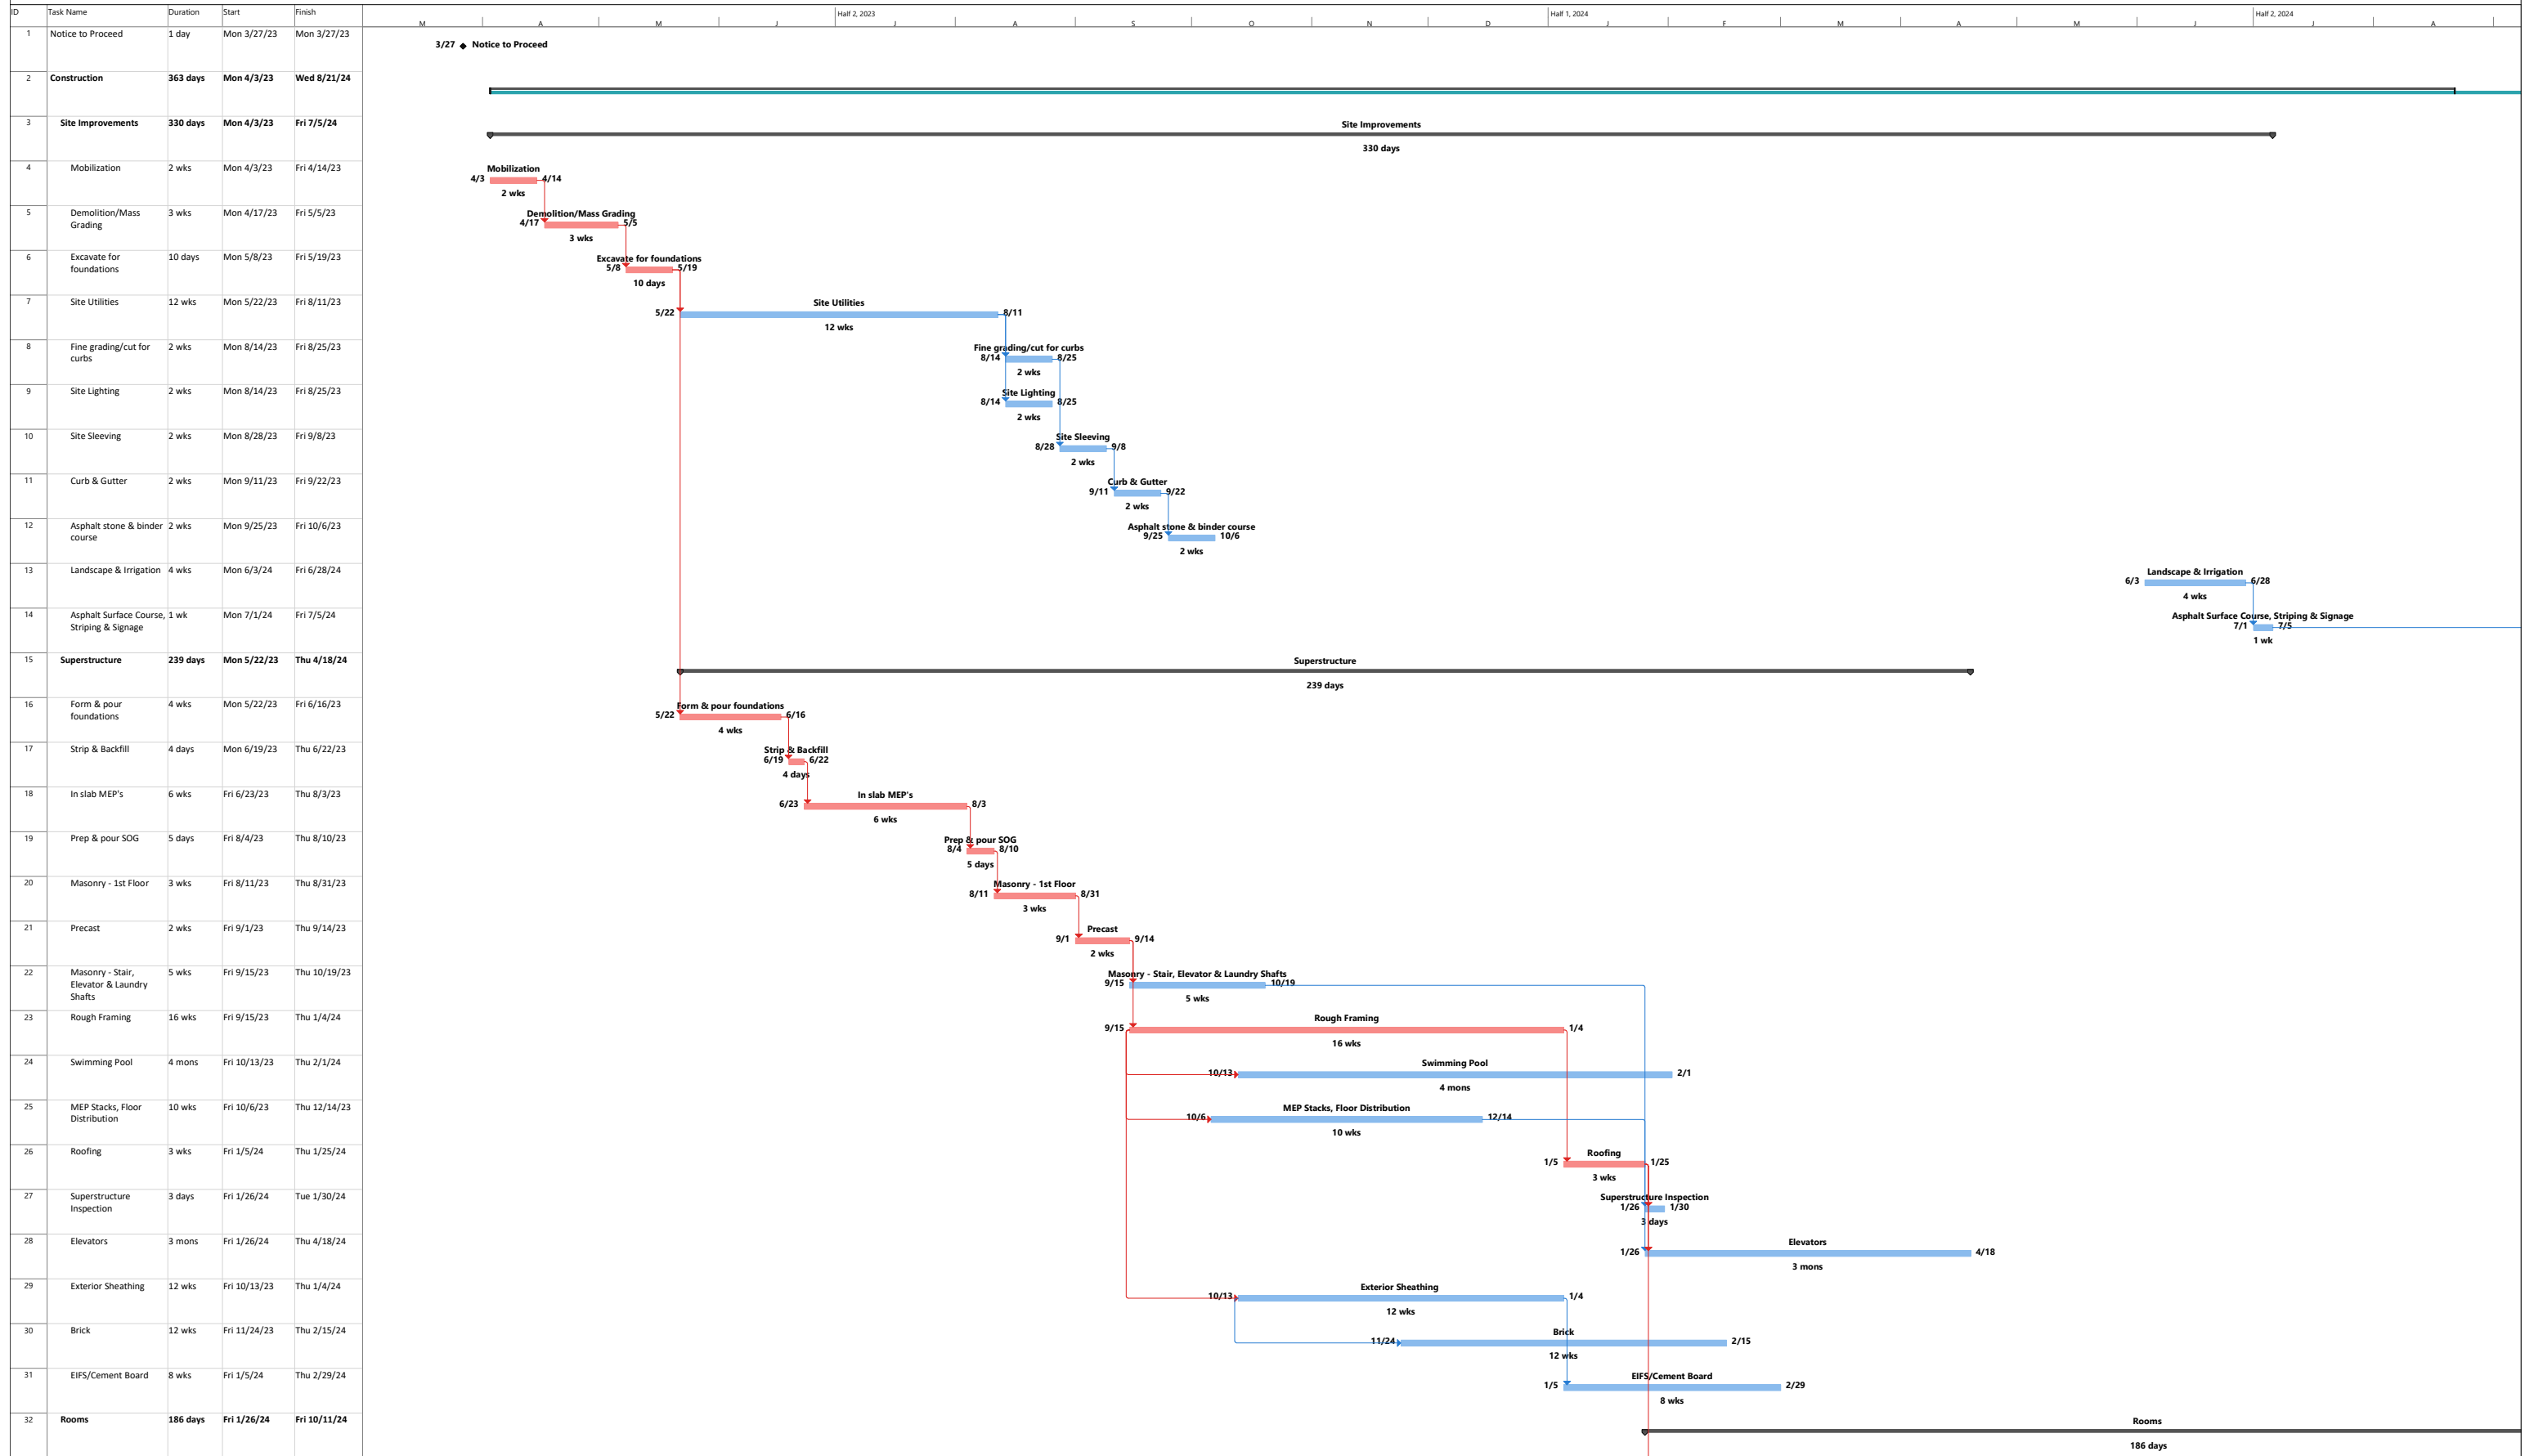 ID Task Name Duration Start Finish
Half 2, 2023 Half 1, 2024 Half 2, 2024
M A M J J A S O N D J F M A M J J A
1 Notice to Proceed 1 day Mon 3/27/23 Mon 3/27/23
3/27 Notice to Proceed
2 Construction 363 days Mon 4/3/23 Wed 8/21/24
3 Site Improvements 330 days Mon 4/3/23 Fri 7/5/24
Site Improvements
330 days
4 Mobilization 2 wks Mon 4/3/23 Fri 4/14/23
Mobilization
4/3 4/14
2 wks
5 Demolition/Mass 3 wks Mon 4/17/23 Fri 5/5/23
Grading
Demolition/Mass Grading
4/17 5/5
3 wks
6 Excavate for 10 days Mon 5/8/23 Fri 5/19/23
foundations
Excavate for foundations
5/8 5/19
10 days
7 Site Utilities 12 wks Mon 5/22/23 Fri 8/11/23
Site Utilities
5/22 8/11
12 wks
8 Fine grading/cut for 2 wks Mon 8/14/23 Fri 8/25/23
curbs
Fine grading/cut for curbs
8/14 8/25
2 wks
9 Site Lighting 2 wks Mon 8/14/23 Fri 8/25/23
Site Lighting
8/14 8/25
2 wks
10 Site Sleeving 2 wks Mon 8/28/23 Fri 9/8/23
Site Sleeving
8/28 9/8
2 wks
11 Curb & Gutter 2 wks Mon 9/11/23 Fri 9/22/23
Curb & Gutter
9/11 9/22
2 wks
12 Asphalt stone & binder 2 wks Mon 9/25/23 Fri 10/6/23
course
Asphalt stone & binder course
9/25 10/6
2 wks
13 Landscape & Irrigation 4 wks Mon 6/3/24 Fri 6/28/24
Landscape & Irrigation
6/3 6/28
4 wks
14 Asphalt Surface Course, 1 wk Mon 7/1/24 Fri 7/5/24
Striping & Signage
Asphalt Surface Course, Striping & Signage
7/1 7/5
1 wk
15 Superstructure 239 days Mon 5/22/23 Thu 4/18/24
Superstructure
239 days
16 Form & pour 4 wks Mon 5/22/23 Fri 6/16/23
foundations
Form & pour foundations
5/22 6/16
4 wks
17 Strip & Backfill 4 days Mon 6/19/23 Thu 6/22/23
Strip & Backfill
6/19 6/22
4 days
18 In slab MEP's 6 wks Fri 6/23/23 Thu 8/3/23
In slab MEP's
6/23 8/3
6 wks
19 Prep & pour SOG 5 days Fri 8/4/23 Thu 8/10/23
Prep & pour SOG
8/4 8/10
5 days
20 Masonry - 1st Floor 3 wks Fri 8/11/23 Thu 8/31/23
Masonry - 1st Floor
8/11 8/31
3 wks
21 Precast 2 wks Fri 9/1/23 Thu 9/14/23
Precast
9/1 9/14
2 wks
22 Masonry - Stair, 5 wks Fri 9/15/23 Thu 10/19/23
Elevator & Laundry
Shafts
Masonry - Stair, Elevator & Laundry Shafts
9/15 10/19
5 wks
23 Rough Framing 16 wks Fri 9/15/23 Thu 1/4/24
Rough Framing
9/15 1/4
16 wks
24 Swimming Pool 4 mons Fri 10/13/23 Thu 2/1/24
Swimming Pool
10/13 2/1
4 mons
25 MEP Stacks, Floor 10 wks Fri 10/6/23 Thu 12/14/23
Distribution
MEP Stacks, Floor Distribution
10/6 12/14
10 wks
26 Roofing 3 wks Fri 1/5/24 Thu 1/25/24
Roofing
1/5 1/25
3 wks
27 Superstructure 3 days Fri 1/26/24 Tue 1/30/24
Inspection
Superstructure Inspection
1/26 1/30
3 days
28 Elevators 3 mons Fri 1/26/24 Thu 4/18/24
Elevators
1/26 4/18
3 mons
29 Exterior Sheathing 12 wks Fri 10/13/23 Thu 1/4/24
Exterior Sheathing
10/13 1/4
12 wks
30 Brick 12 wks Fri 11/24/23 Thu 2/15/24
Brick
11/24 2/15
12 wks
31 EIFS/Cement Board 8 wks Fri 1/5/24 Thu 2/29/24
EIFS/Cement Board
1/5 2/29
8 wks
32 Rooms 186 days Fri 1/26/24 Fri 10/11/24
Rooms
186 days